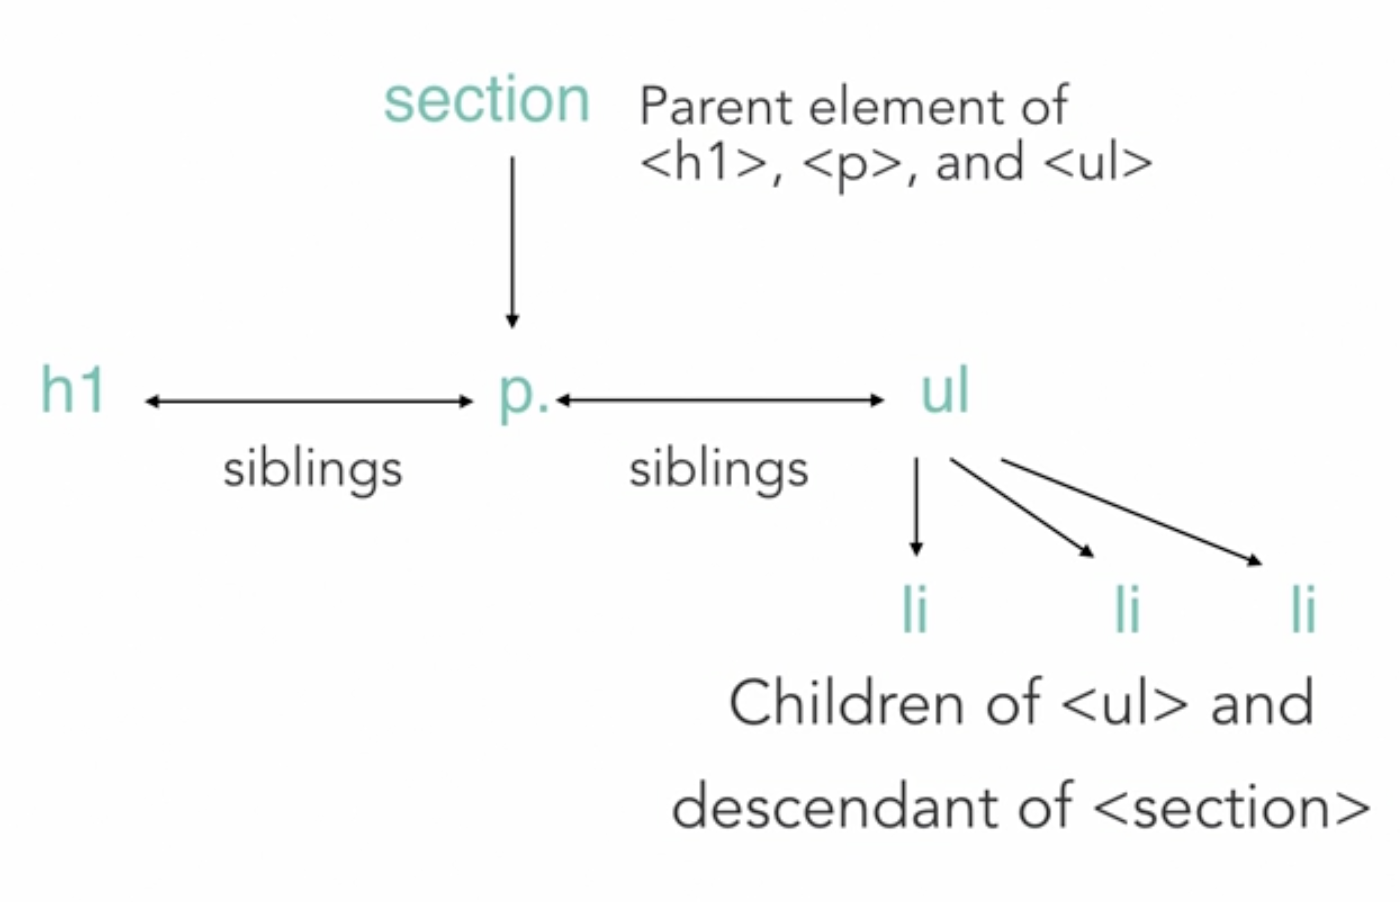 section
Parent element of
<h1>, <p>, and <ul>
h1
p.
ul
siblings
siblings
li
li
li
Children of <ul> and
descendant of <section>